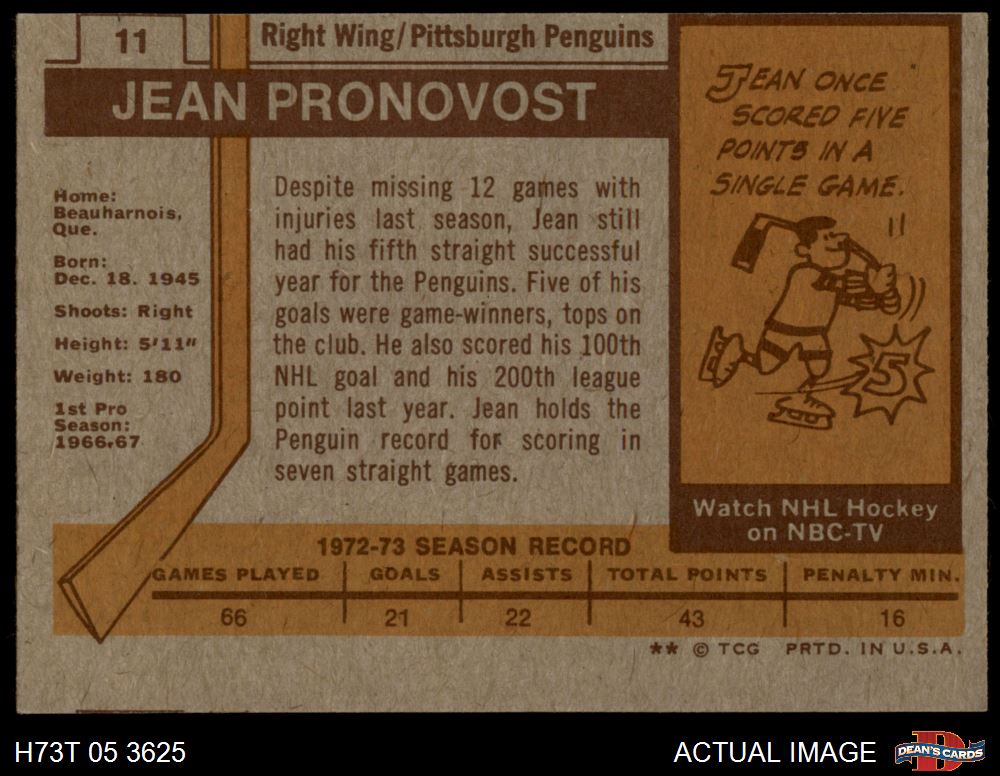 11
Right Wing/Pittsburgh Penguins
JEAN PRONOVOST
Home:
Beauharnois,
Que.
Born:
Dec. 18. 1945
Shoots: Right
Height: 5'11"
Weight: 180
1st Pro
Season:
1966-67
Despite missing 12 games with
injuries last season, Jean still
had his fifth straight successful
year for the Penguins. Five of his
goals were game-winners, tops on
the club. He also scored his 100th
NHL goal and his 200th league
point last year. Jean holds the
Penguin record for scoring in
seven straight games.
JEAN ONCE
SCORED FIVE
POINTS IN A
SINGLE GAME.
5
Watch NHL Hockey
on NBC-TV
1972-73 SEASON RECORD
GAMES PLAYED GOALS ASSISTS TOTAL POINTS PENALTY MIN.
66 21 22 43 16
** © TCG PRTD. IN U.S.A.
H73T 05 3625
ACTUAL IMAGE
D
DEAN'S CARDS